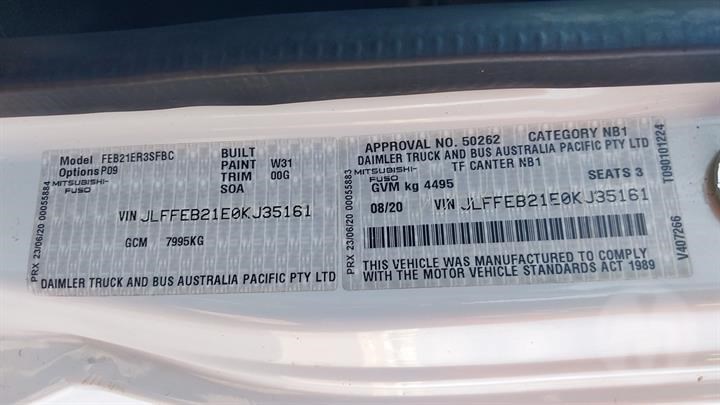 Model FEB21ER3SFBC
Options P09
MITSUBISHI-
FUSO
BUILT
PAINT W31
TRIM 00G
SOA
VIN JLFFEB21E0KJ35161
GCM 7995KG
DAIMLER TRUCK AND BUS AUSTRALIA PACIFIC PTY LTD
PRX 23/06/20 00055884
APPROVAL NO. 50262 CATEGORY NB1
DAIMLER TRUCK AND BUS AUSTRALIA PACIFIC PTY LTD
TF CANTER NB1
MITSUBISHI-
FUSO
GVM kg 4495 SEATS 3
08/20 VIN JLFFEB21E0KJ35161
THIS VEHICLE WAS MANUFACTURED TO COMPLY
WITH THE MOTOR VEHICLE STANDARDS ACT 1989
PRX 23/06/20 00055883
V407266
T090101224